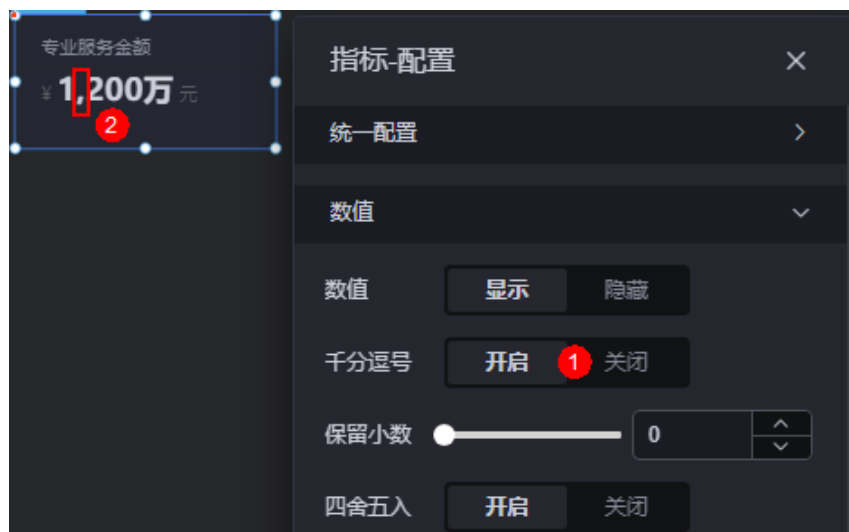 专业服务金额
¥ 1,200万 元
2
指标-配置
统一配置
数值
数值 显示 隐藏
千分逗号 开启 1 关闭
保留小数 0
四舍五入 开启 关闭